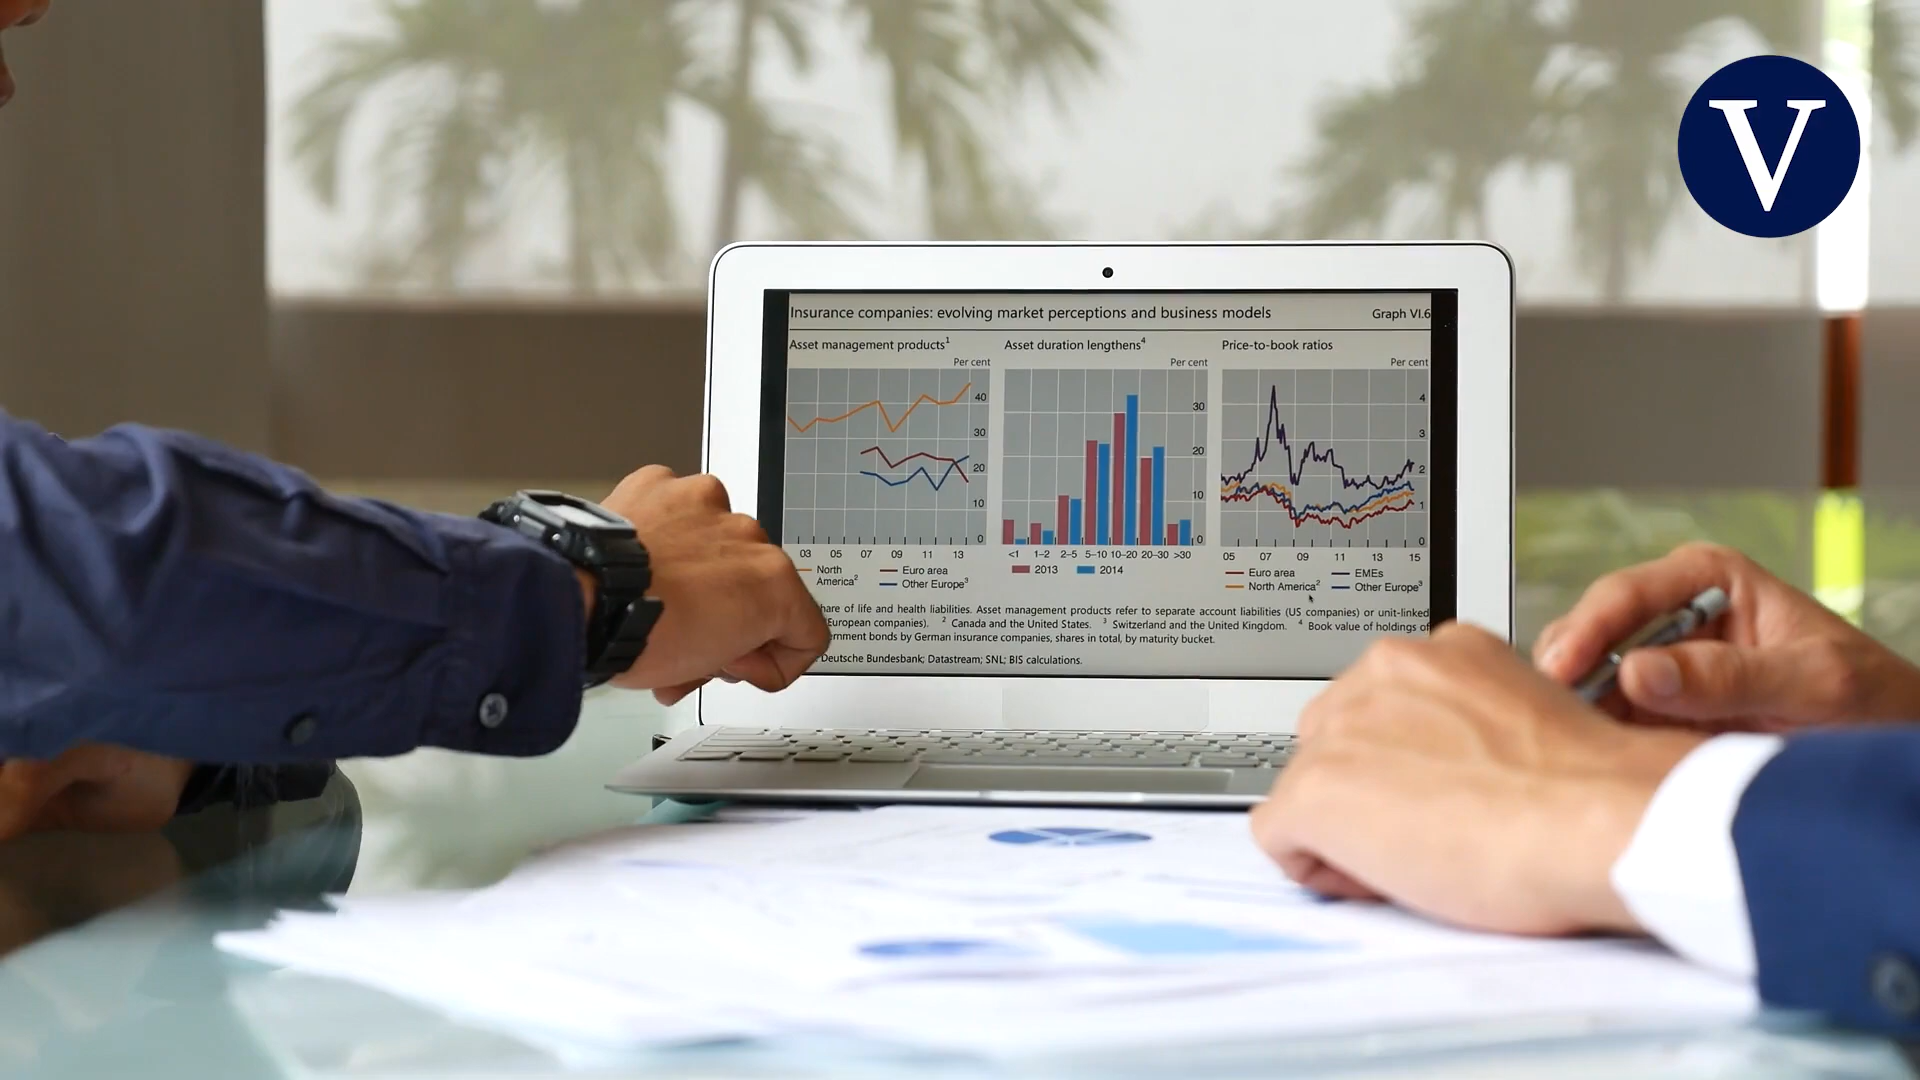 V
Insurance companies: evolving market perceptions and business models Graph VI.6
Asset management products1 Asset duration lengthens4 Price-to-book ratios
Per cent Per cent Per cent
40 30 4
30 3
20 20 2
10 10 1
0 0 0
03 05 07 09 11 13 <1 1–2 2–5 5–10 10–20 20–30 >30 05 07 09 11 13 15
North America2 Euro area 2013 2014 Euro area EMEs
Other Europe3 North America2 Other Europe3
hare of life and health liabilities. Asset management products refer to separate account liabilities (US companies) or unit-linked
European companies). 2 Canada and the United States. 3 Switzerland and the United Kingdom. 4 Book value of holdings of
ernment bonds by German insurance companies, shares in total, by maturity bucket.
Deutsche Bundesbank; Datastream; SNL; BIS calculations.